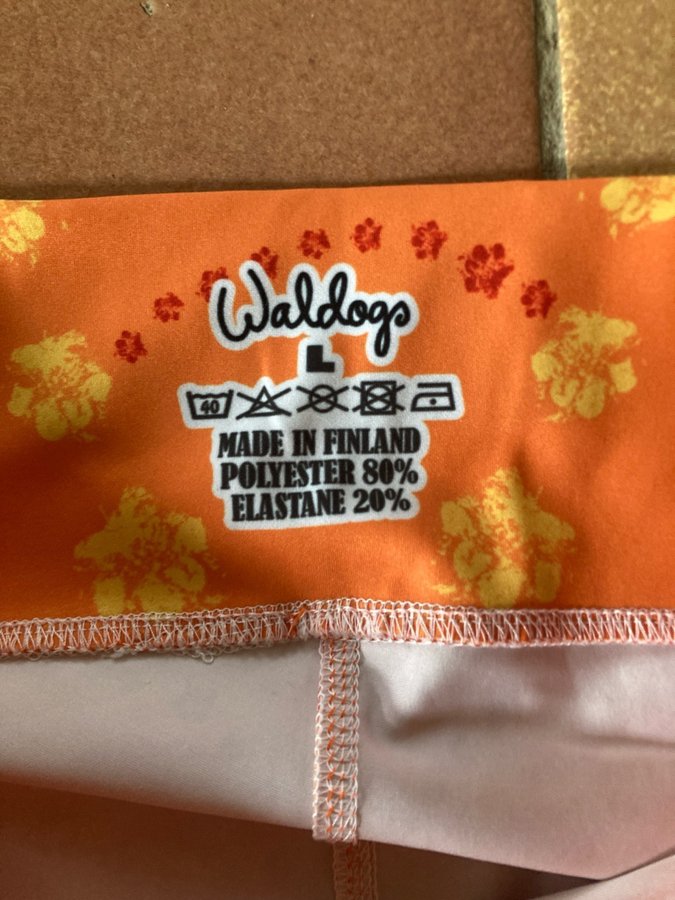 Waldogs
L
40
MADE IN FINLAND
POLYESTER 80%
ELASTANE 20%